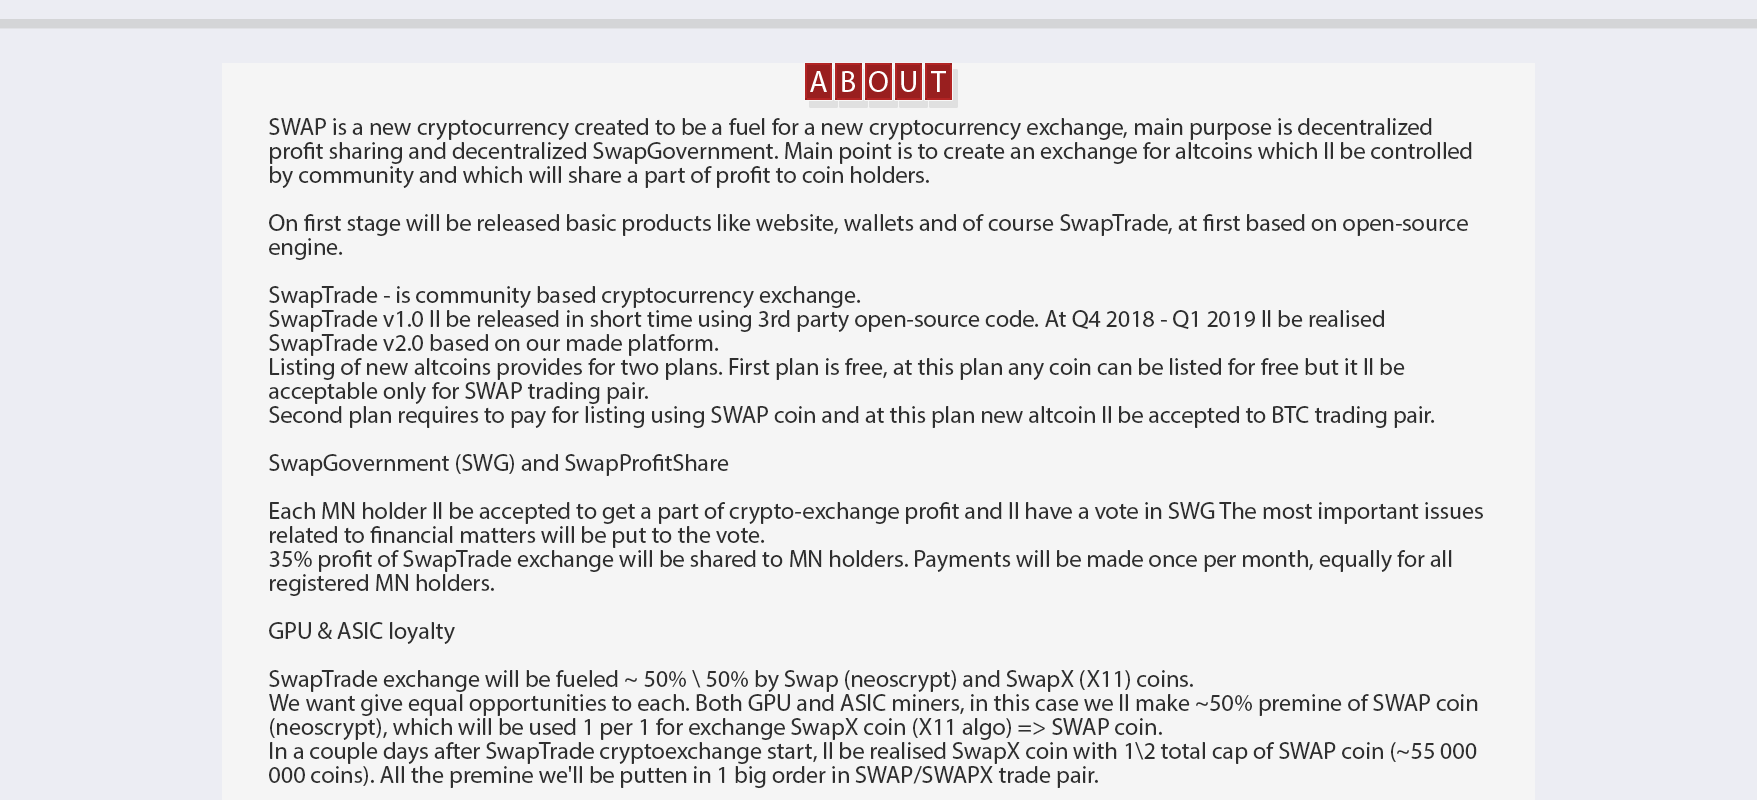 ABOUT
SWAP is a new cryptocurrency created to be a fuel for a new cryptocurrency exchange, main purpose is decentralized
profit sharing and decentralized SwapGovernment. Main point is to create an exchange for altcoins which ll be controlled
by community and which will share a part of profit to coin holders.
On first stage will be released basic products like website, wallets and of course SwapTrade, at first based on open-source
engine.
SwapTrade - is community based cryptocurrency exchange.
SwapTrade v1.0 ll be released in short time using 3rd party open-source code. At Q4 2018 - Q1 2019 ll be realised
SwapTrade v2.0 based on our made platform.
Listing of new altcoins provides for two plans. First plan is free, at this plan any coin can be listed for free but it ll be
acceptable only for SWAP trading pair.
Second plan requires to pay for listing using SWAP coin and at this plan new altcoin ll be accepted to BTC trading pair.
SwapGovernment (SWG) and SwapProfitShare
Each MN holder ll be accepted to get a part of crypto-exchange profit and ll have a vote in SWG The most important issues
related to financial matters will be put to the vote.
35% profit of SwapTrade exchange will be shared to MN holders. Payments will be made once per month, equally for all
registered MN holders.
GPU & ASIC loyalty
SwapTrade exchange will be fueled ~ 50% \ 50% by Swap (neoscrypt) and SwapX (X11) coins.
We want give equal opportunities to each. Both GPU and ASIC miners, in this case we ll make ~50% premine of SWAP coin
(neoscrypt), which will be used 1 per 1 for exchange SwapX coin (X11 algo) => SWAP coin.
In a couple days after SwapTrade cryptoexchange start, ll be realised SwapX coin with 1\2 total cap of SWAP coin (~55 000
000 coins). All the premine we'll be putten in 1 big order in SWAP/SWAPX trade pair.